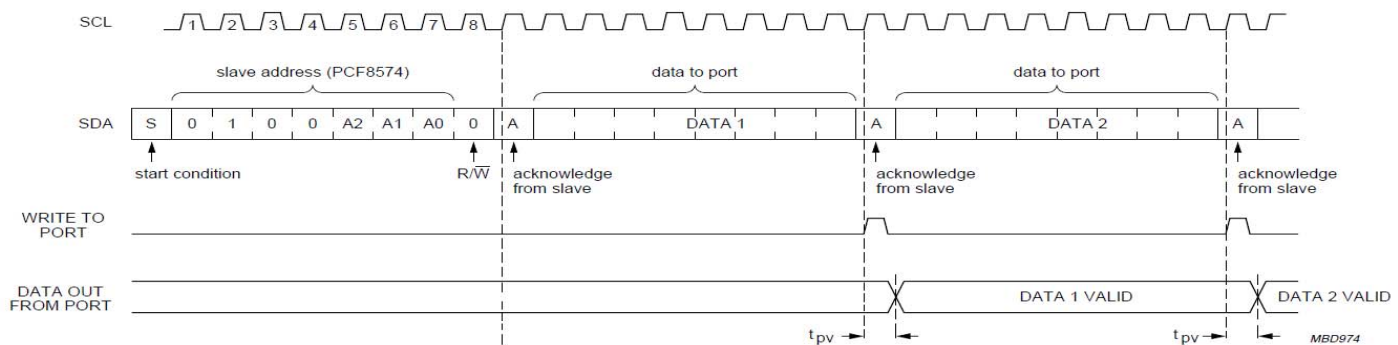 SCL 1 2 3 4 5 6 7 8
slave address (PCF8574) data to port data to port
SDA S 0 1 0 0 A2 A1 A0 0 A DATA 1 A DATA 2 A
start condition R/W̅ acknowledge from slave acknowledge from slave acknowledge from slave
WRITE TO
PORT
DATA OUT
FROM PORT
DATA 1 VALID DATA 2 VALID
tpv tpv MBD974